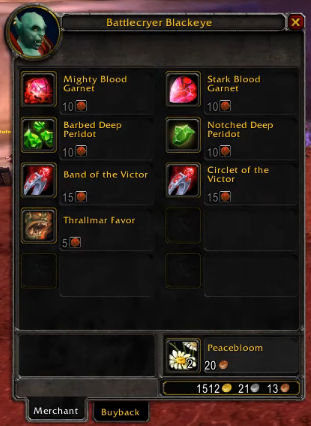 Battlecryer Blackeye
Mighty Blood
Garnet
10
Stark Blood
Garnet
10
Barbed Deep
Peridot
10
Notched Deep
Peridot
10
Band of the Victor
15
Circlet of the
Victor
15
Thrallmar Favor
5
2
Peacebloom
20
1512 21 13
Merchant
Buyback